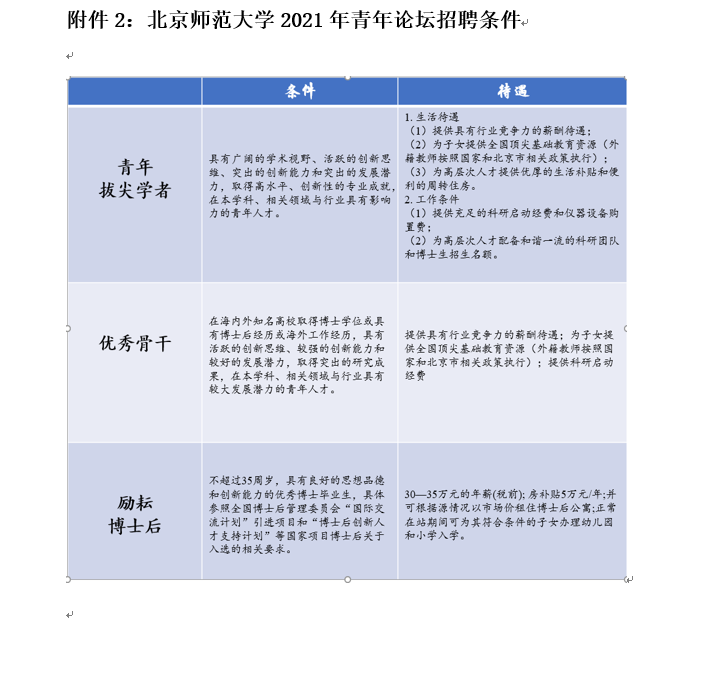 附件 2：北京师范大学 2021 年青年论坛招聘条件
条件
待遇
青年
拔尖学者
具有广阔的学术视野、活跃的创新思
维、突出的创新能力和突出的发展潜
力，取得高水平、创新性的专业成就，
在本学科、相关领域与行业具有影响
力的青年人才。
1. 生活待遇
（1）提供具有行业竞争力的薪酬待遇；
（2）为子女提供全国顶尖基础教育资源（外
籍教师按照国家和北京市相关政策执行）；
（3）为高层次人才提供优厚的生活补贴和便
利的周转住房。
2. 工作条件
（1）提供充足的科研启动经费和仪器设备购
置费；
（2）为高层次人才配备和谐一流的科研团队
和博士生招生名额。
优秀骨干
在海内外知名高校取得博士学位或具
有博士后经历或海外工作经历，具有
活跃的创新思维、较强的创新能力和
较好的发展潜力，取得突出的研究成
果，在本学科、相关领域与行业具有
较大发展潜力的青年人才。
提供具有行业竞争力的薪酬待遇；为子女提
供全国顶尖基础教育资源（外籍教师按照国
家和北京市相关政策执行）；提供科研启动
经费
励耘
博士后
不超过35周岁，具有良好的思想品德
和创新能力的优秀博士毕业生，具体
参照全国博士后管理委员会“国际交
流计划”引进项目和“博士后创新人
才支持计划”等国家项目博士后关于
入选的相关要求。
30—35万元的年薪(税前);房补贴5万元/年;并
可根据源情况以市场价租住博士后公寓;正常
在站期间可为其符合条件的子女办理幼儿园
和小学入学。